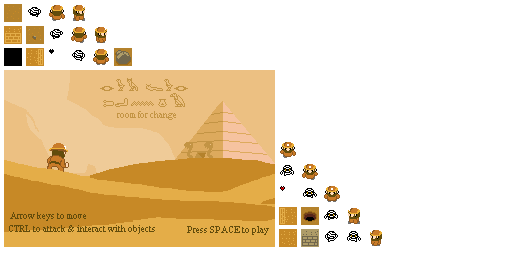 room for change
Arrow keys to move
CTRL to attack & interact with objects
Press SPACE to play